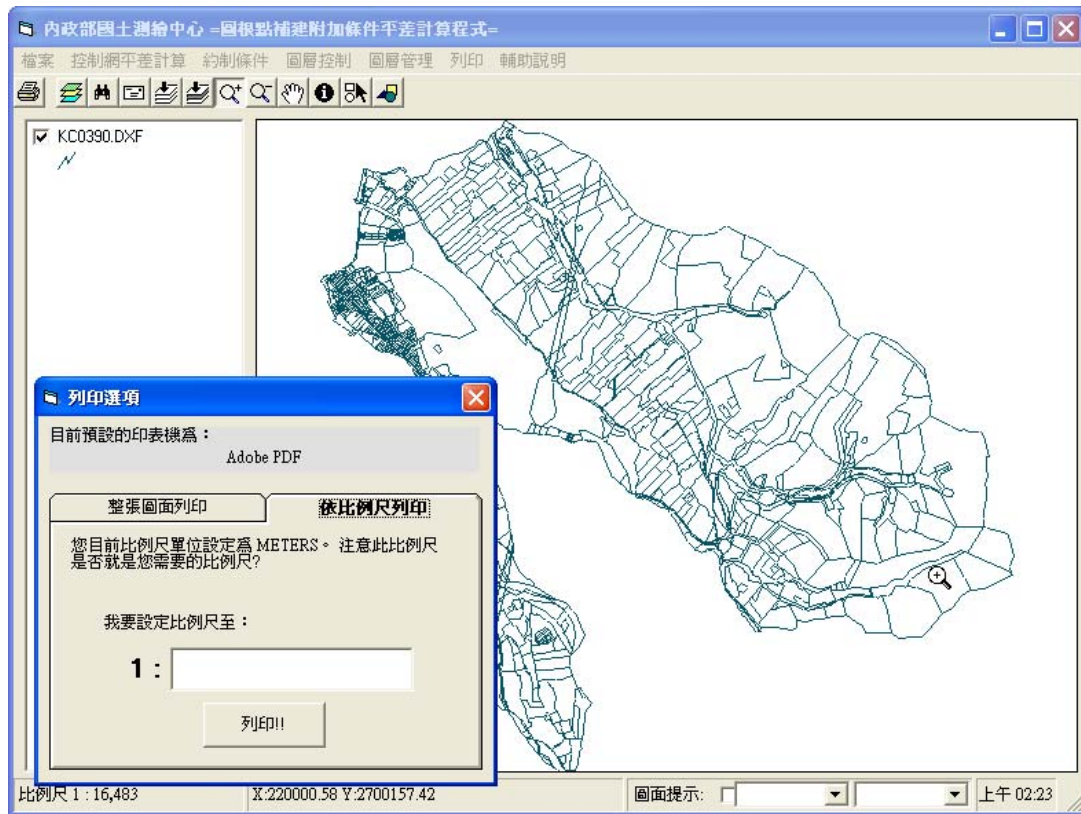 內政部國土測繪中心 =圖根點補建附加條件平差計算程式=
檔案 控制網平差計算 約制條件 圖層控制 圖層管理 列印 輔助說明
KC0390.DXF
列印選項
目前預設的印表機為：
Adobe PDF
整張圖面列印
依比例尺列印
您目前比例尺單位設定為 METERS。注意此比例尺
是否就是您需要的比例尺?
我要設定比例尺至：
1：
列印!!
比例尺 1 : 16,483
X:220000.58 Y:2700157.42
圖面提示:
上午 02:23